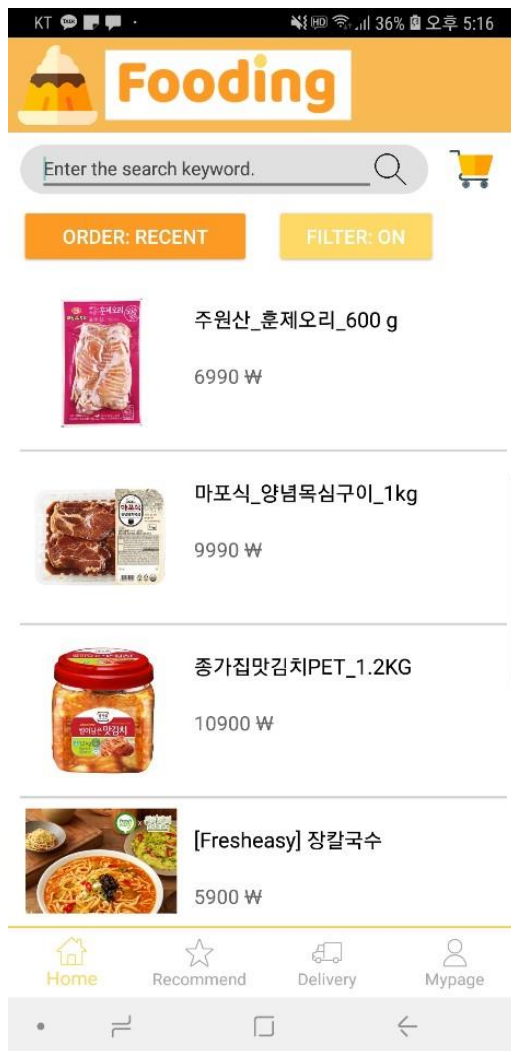 KT TALK HD 36% 오후 5:16
Fooding
Enter the search keyword.
ORDER: RECENT FILTER: ON
주원산_훈제오리_600 g
6990 ₩
마포식_양념목심구이_1kg
9990 ₩
종가집맛김치PET_1.2KG
10900 ₩
[Fresheasy] 장칼국수
5900 ₩
Home Recommend Delivery Mypage